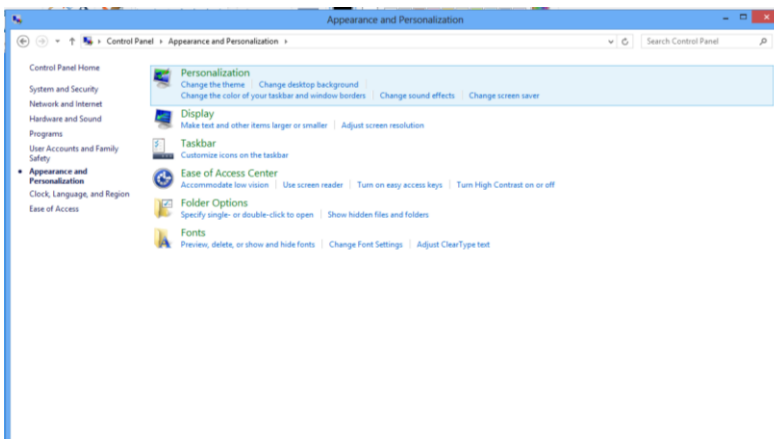 Appearance and Personalization
Control Panel Appearance and Personalization
Search Control Panel
Control Panel Home
System and Security
Network and Internet
Hardware and Sound
Programs
User Accounts and Family
Safety
Appearance and
Personalization
Clock, Language, and Region
Ease of Access
Personalization
Change the theme Change desktop background
Change the color of your taskbar and window borders Change sound effects Change screen saver
Display
Make text and other items larger or smaller Adjust screen resolution
Taskbar
Customize icons on the taskbar
Ease of Access Center
Accommodate low vision Use screen reader Turn on easy access keys Turn High Contrast on or off
Folder Options
Specify single- or double-click to open Show hidden files and folders
Fonts
Preview, delete, or show and hide fonts Change Font Settings Adjust ClearType text